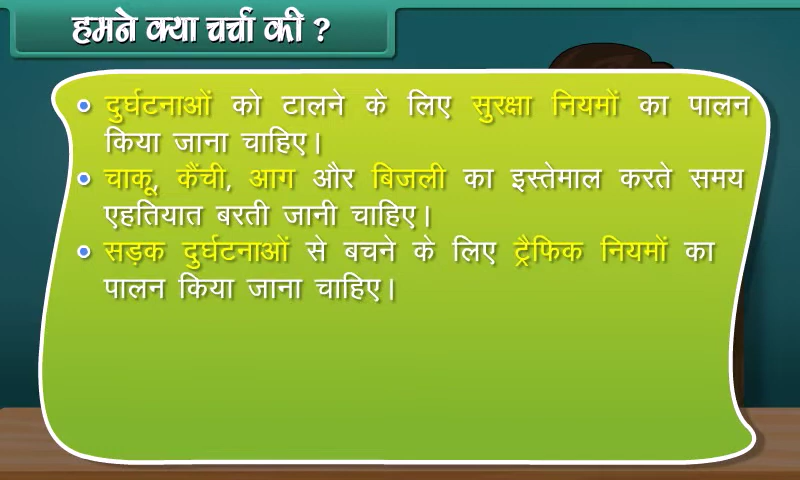 हमने क्या चर्चा की ?
दुर्घटनाओं को टालने के लिए सुरक्षा नियमों का पालन
किया जाना चाहिए।
चाकू, कैंची, आग और बिजली का इस्तेमाल करते समय
एहतियात बरती जानी चाहिए।
सड़क दुर्घटनाओं से बचने के लिए ट्रैफिक नियमों का
पालन किया जाना चाहिए।